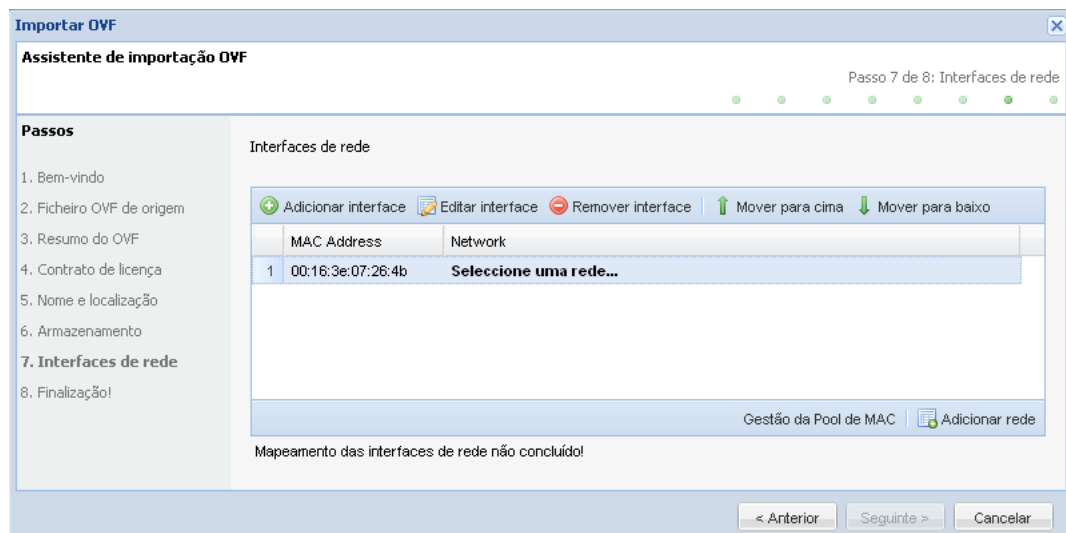 Importar OVF
Assistente de importação OVF
Passo 7 de 8: Interfaces de rede
Passos
1. Bem-vindo
2. Ficheiro OVF de origem
3. Resumo do OVF
4. Contrato de licença
5. Nome e localização
6. Armazenamento
7. Interfaces de rede
8. Finalização!
Interfaces de rede
Adicionar interface Editar interface Remover interface Mover para cima Mover para baixo
MAC Address Network
1 00:16:3e:07:26:4b Seleccione uma rede...
Gestão da Pool de MAC Adicionar rede
Mapeamento das interfaces de rede não concluído!
< Anterior Seguinte > Cancelar